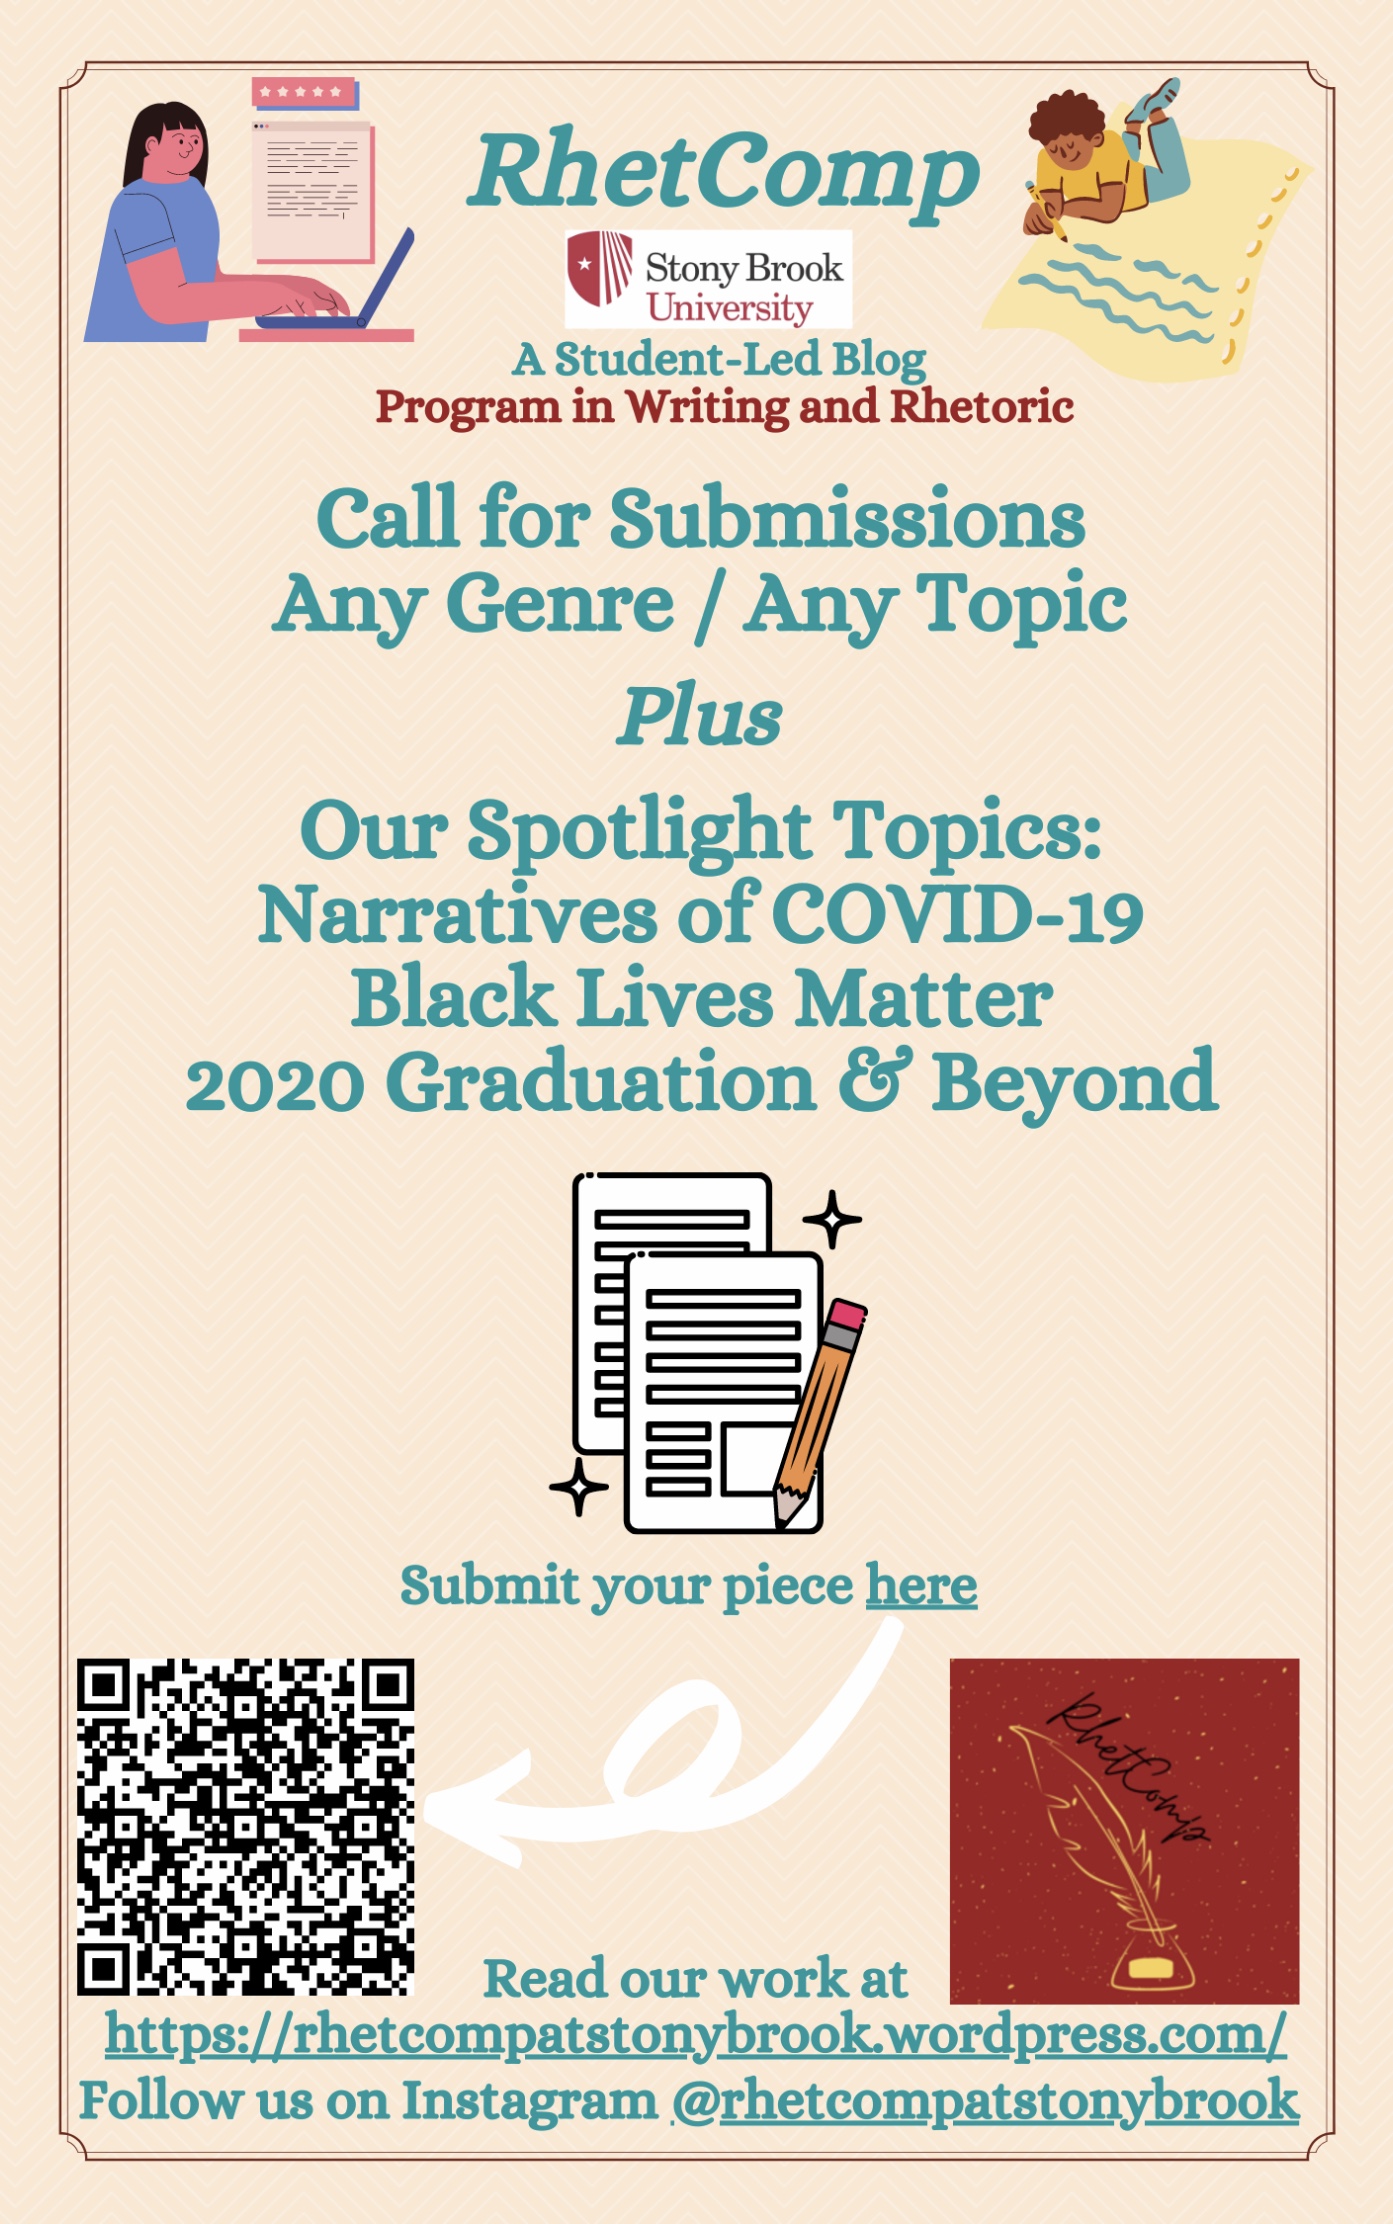 RhetComp
Stony Brook
University
A Student-Led Blog
Program in Writing and Rhetoric
Call for Submissions
Any Genre / Any Topic
Plus
Our Spotlight Topics:
Narratives of COVID-19
Black Lives Matter
2020 Graduation & Beyond
Submit your piece here
RhetComp
Read our work at
https://rhetcompatstonybrook.wordpress.com/
Follow us on Instagram @rhetcompatstonybrook